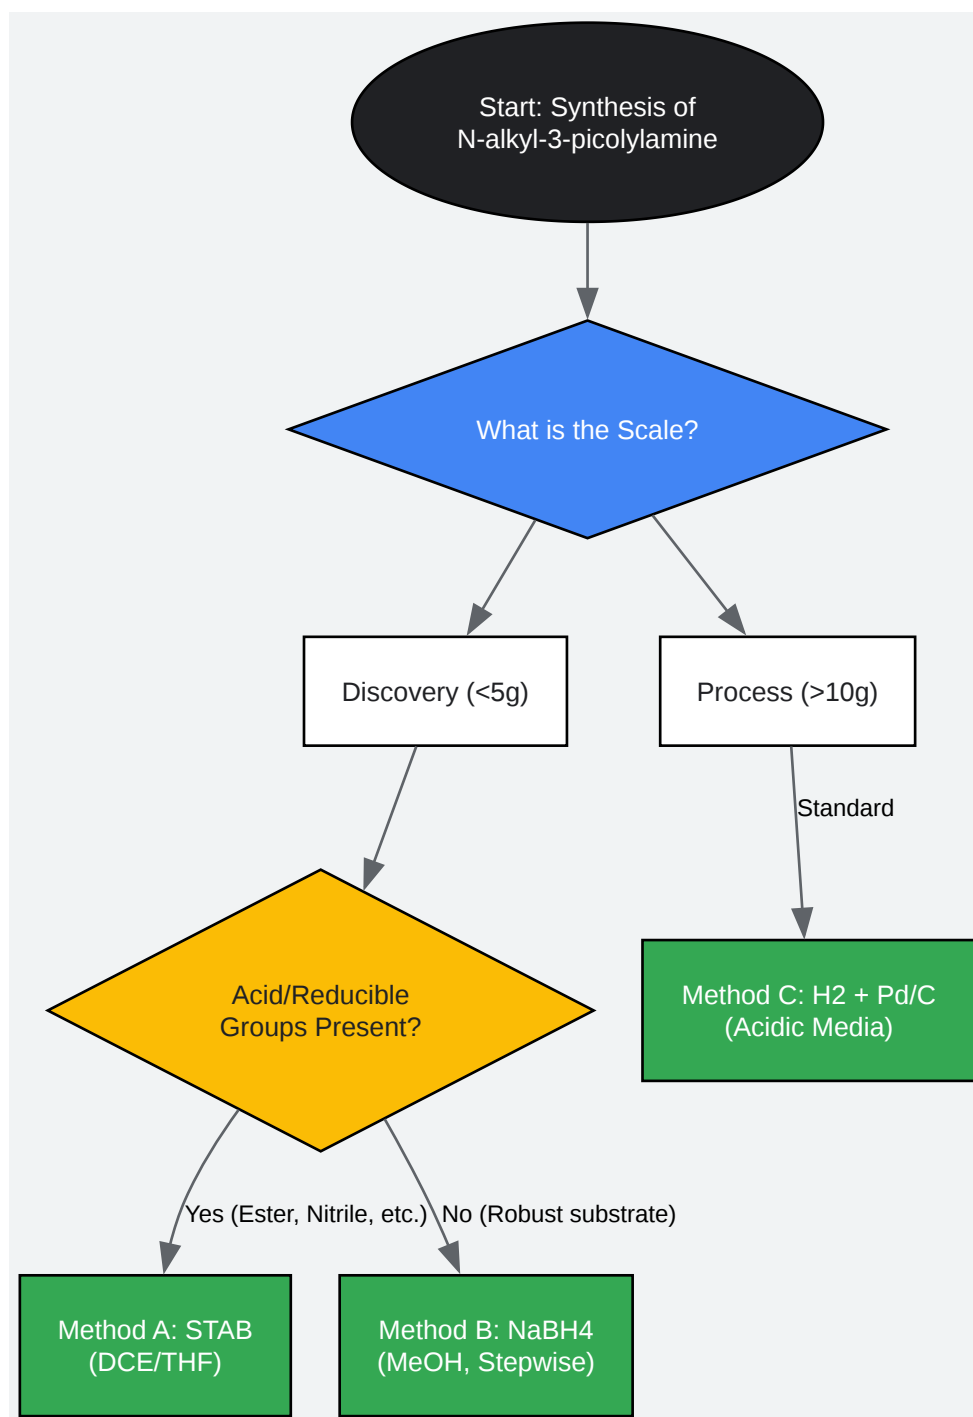 Start: Synthesis of
N-alkyl-3-picolylamine
What is the Scale?
Discovery (<5g)
Process (>10g)
Standard
Acid/Reducible
Groups Present?
Method C: H2 + Pd/C
(Acidic Media)
Yes (Ester, Nitrile, etc.)
No (Robust substrate)
Method A: STAB
(DCE/THF)
Method B: NaBH4
(MeOH, Stepwise)